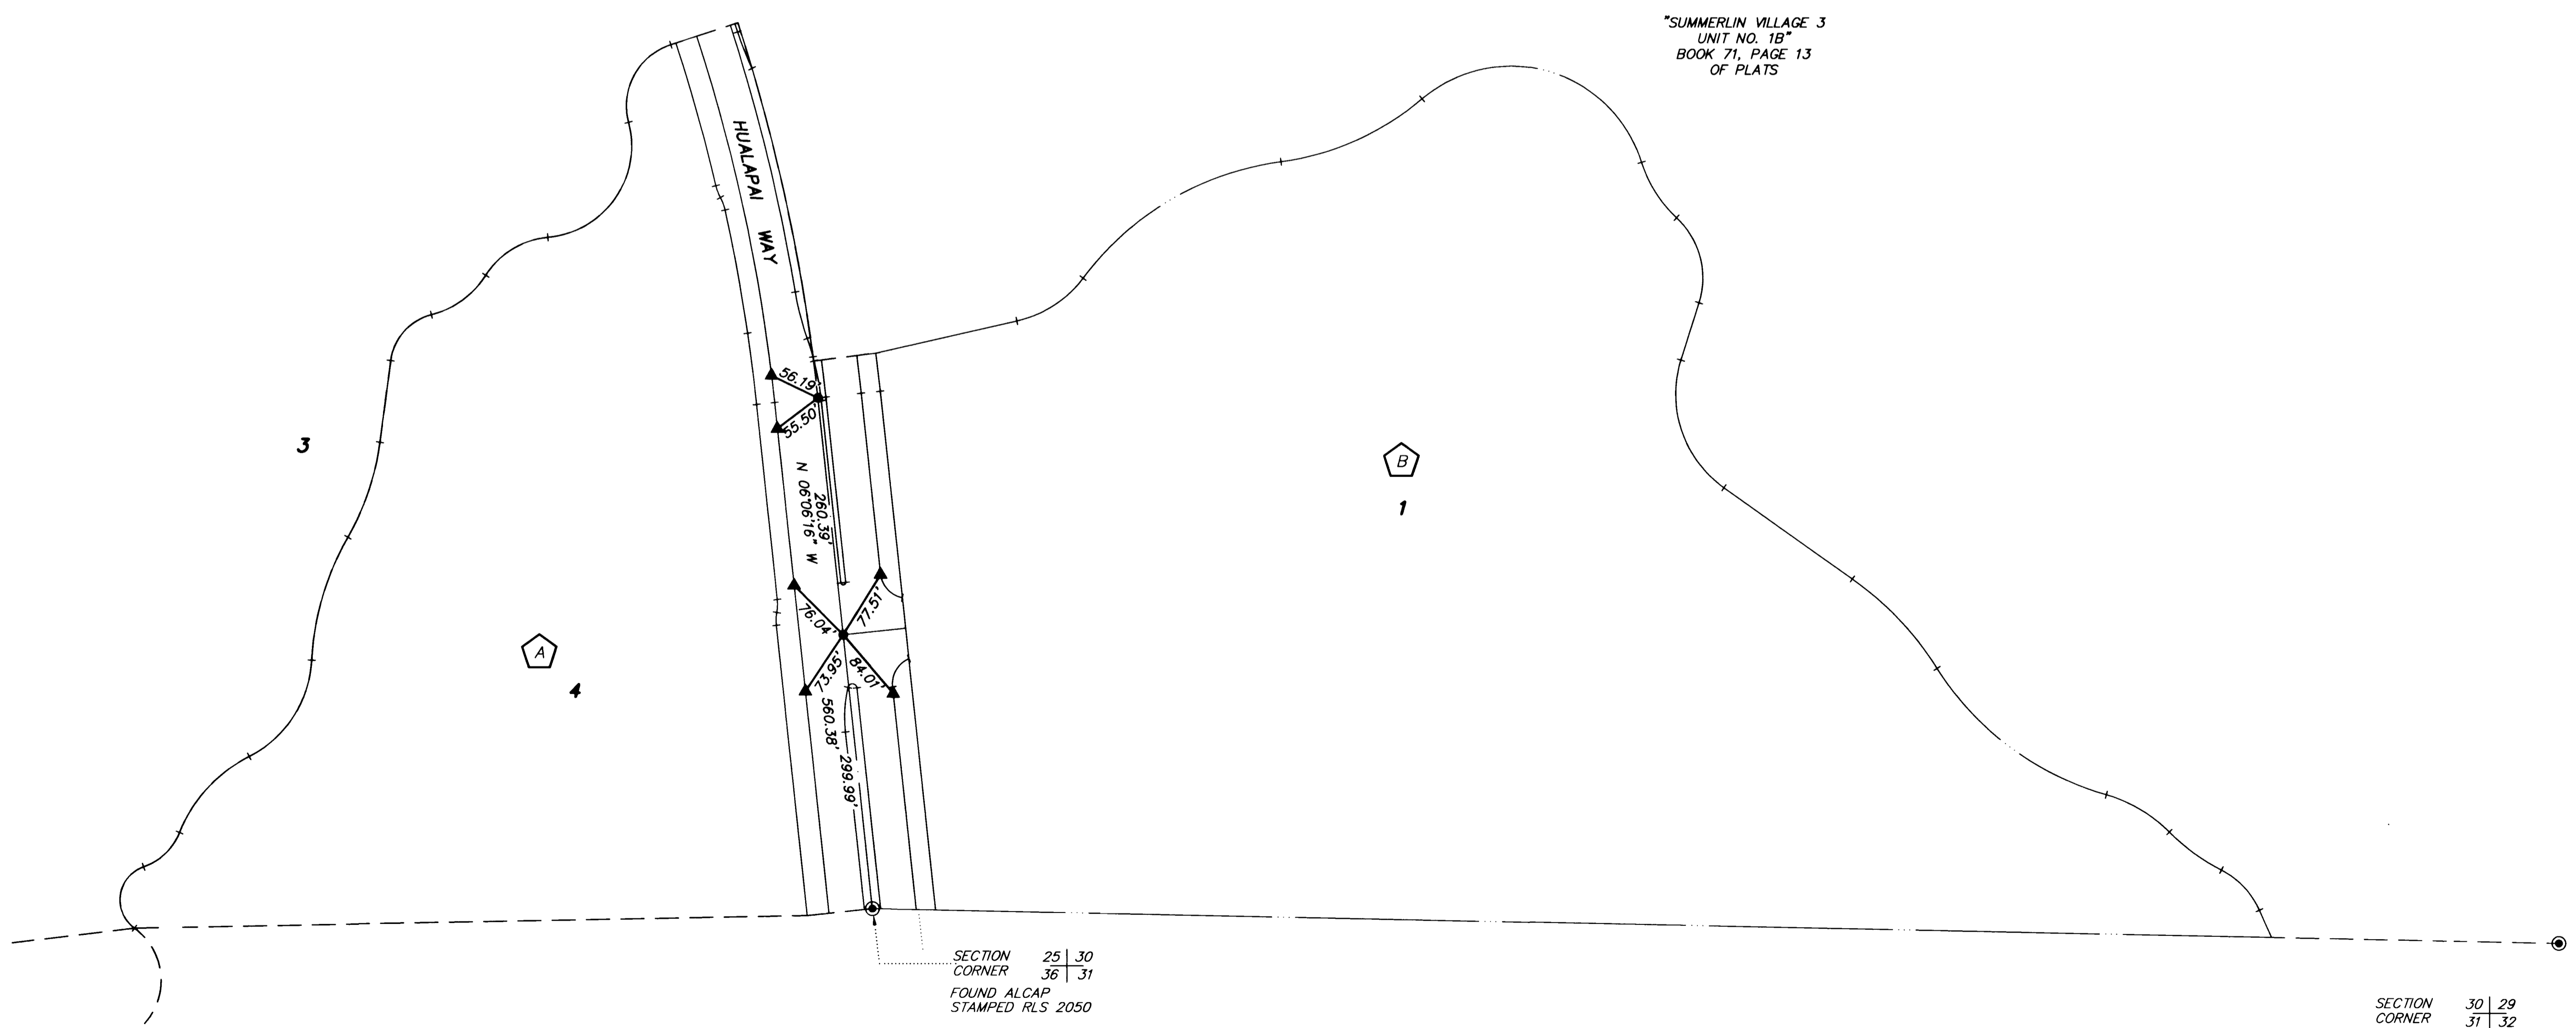 "SUMMERLIN VILLAGE 3
UNIT NO. 1B"
BOOK 71, PAGE 13
OF PLATS
HUALAPAI WAY
56.19'
55.50'
3
B
1
N 06°06'16" W
260.39'
77.51'
76.04'
A
4
73.95'
84.01'
560.38'
299.99'
SECTION 25 30
CORNER 36 31
FOUND ALCAP
STAMPED RLS 2050
SECTION 30 29
CORNER 31 32